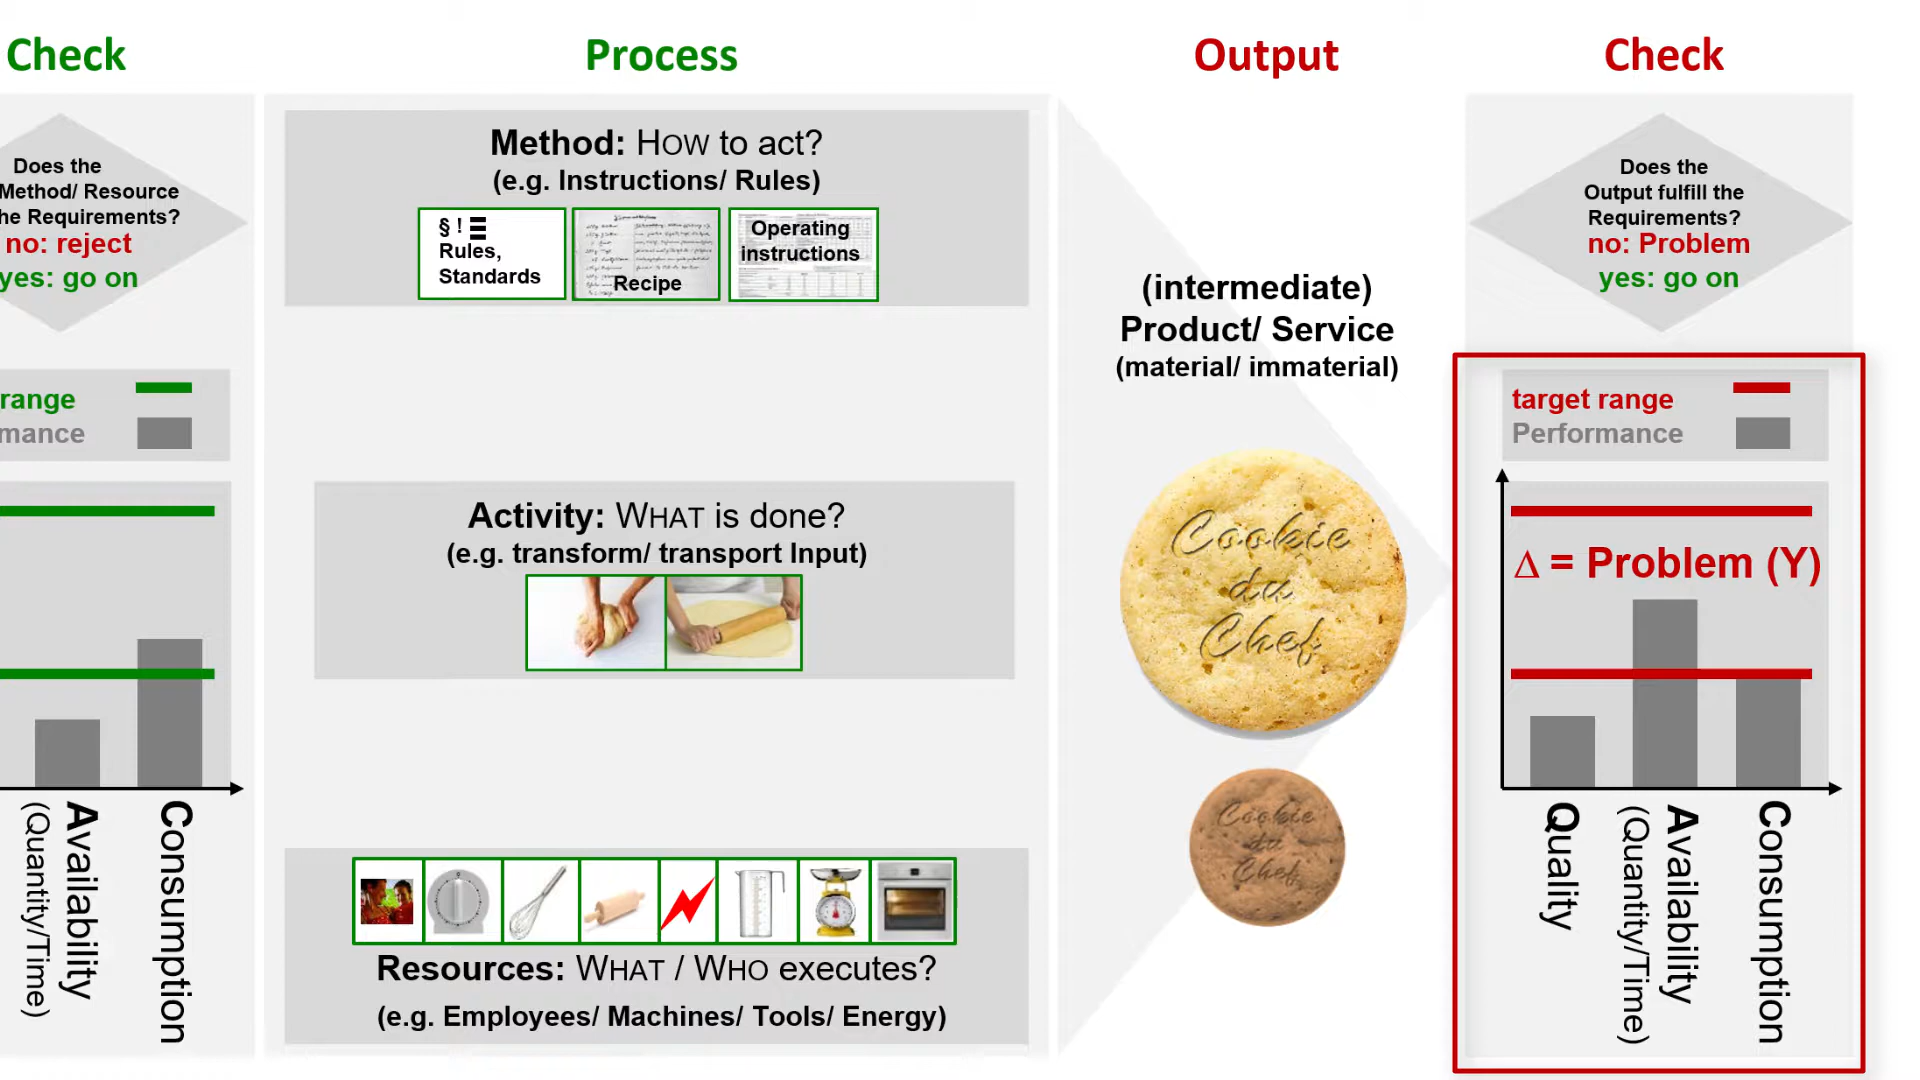 Check
Process
Output
Check
Does the
Method/ Resource
he Requirements?
no: reject
yes: go on
range
mance
Availability
(Quantity/Time)
Consumption
Method: HOW to act?
(e.g. Instructions/ Rules)
§ !
Rules,
Standards
Recipe
Operating
instructions
Activity: WHAT is done?
(e.g. transform/ transport Input)
Resources: WHAT / WHO executes?
(e.g. Employees/ Machines/ Tools/ Energy)
(intermediate)
Product/ Service
(material/ immaterial)
Cookie
du
Chef
Cookie
du
Chef
Does the
Output fulfill the
Requirements?
no: Problem
yes: go on
target range
Performance
Δ = Problem (Y)
Quality
Availability
(Quantity/Time)
Consumption